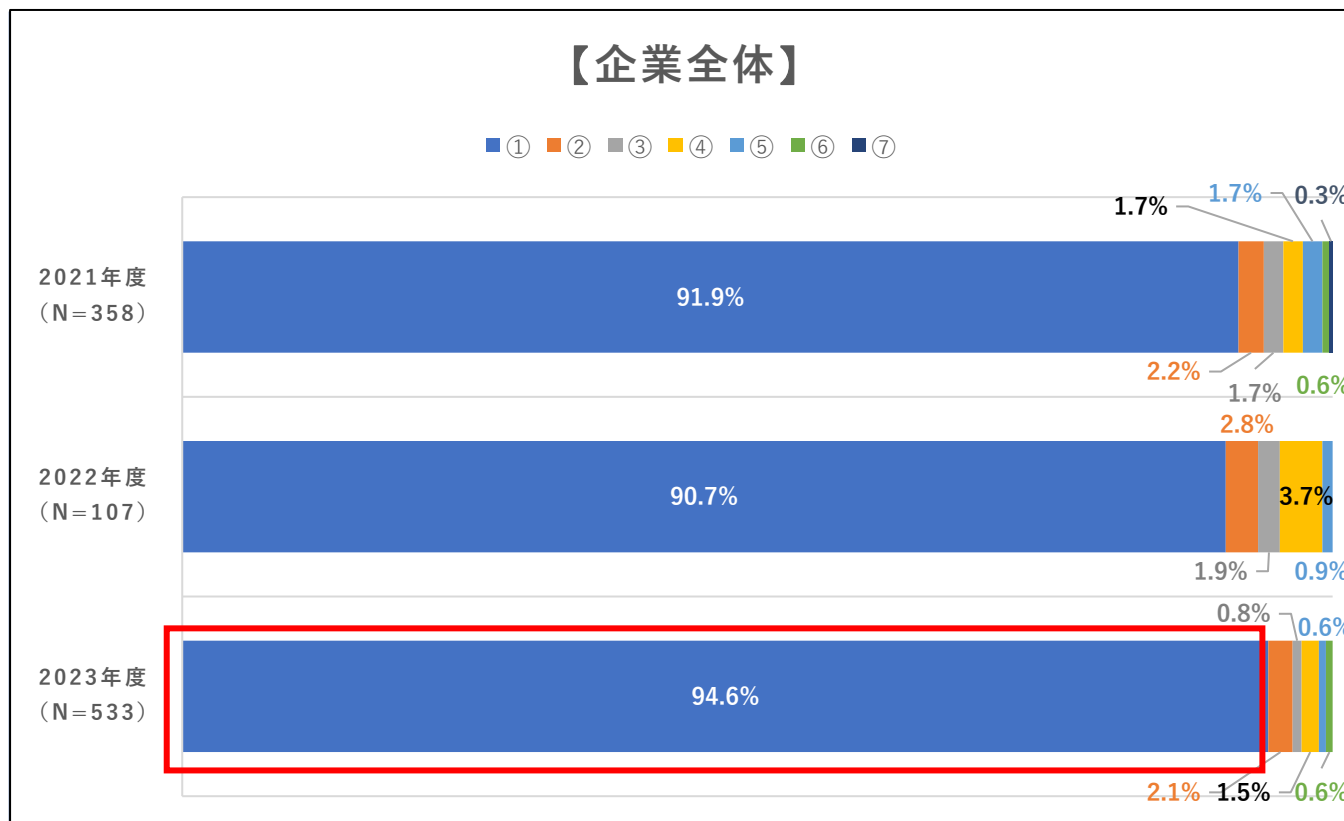 【企業全体】
① ② ③ ④ ⑤ ⑥ ⑦
1.7% 1.7% 0.3%
2021年度
（N=358）
91.9%
2.2% 1.7% 0.6%
2.8%
2022年度
（N=107）
90.7% 3.7%
1.9% 0.9%
0.8% 0.6%
2023年度
（N=533）
94.6%
2.1% 1.5% 0.6%